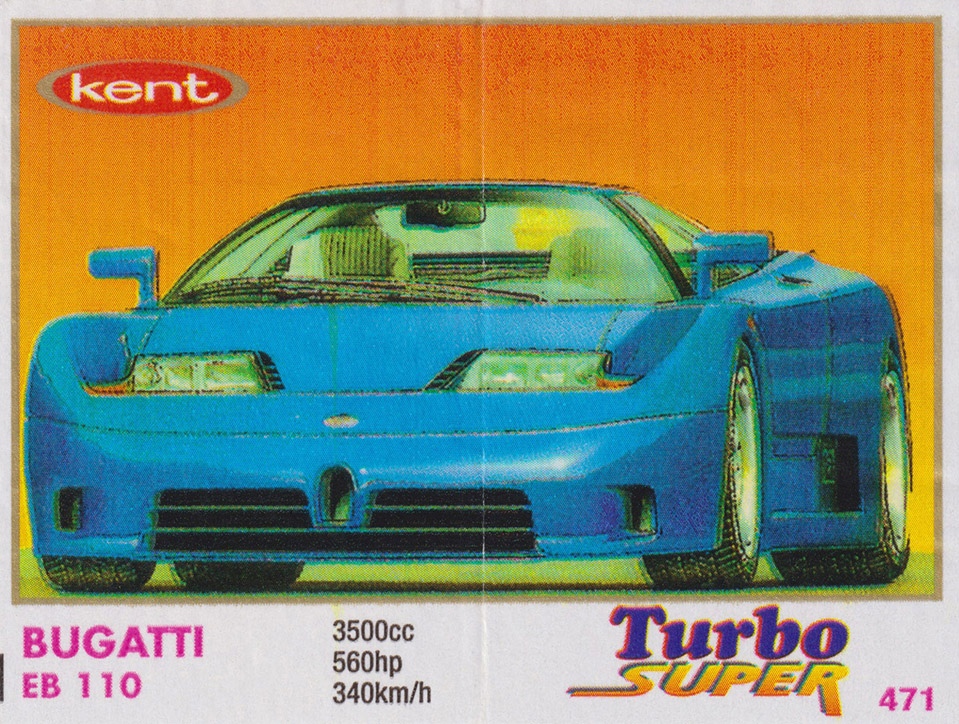 kent
BUGATTI
EB 110
3500cc
560hp
340km/h
Turbo
SUPER
471